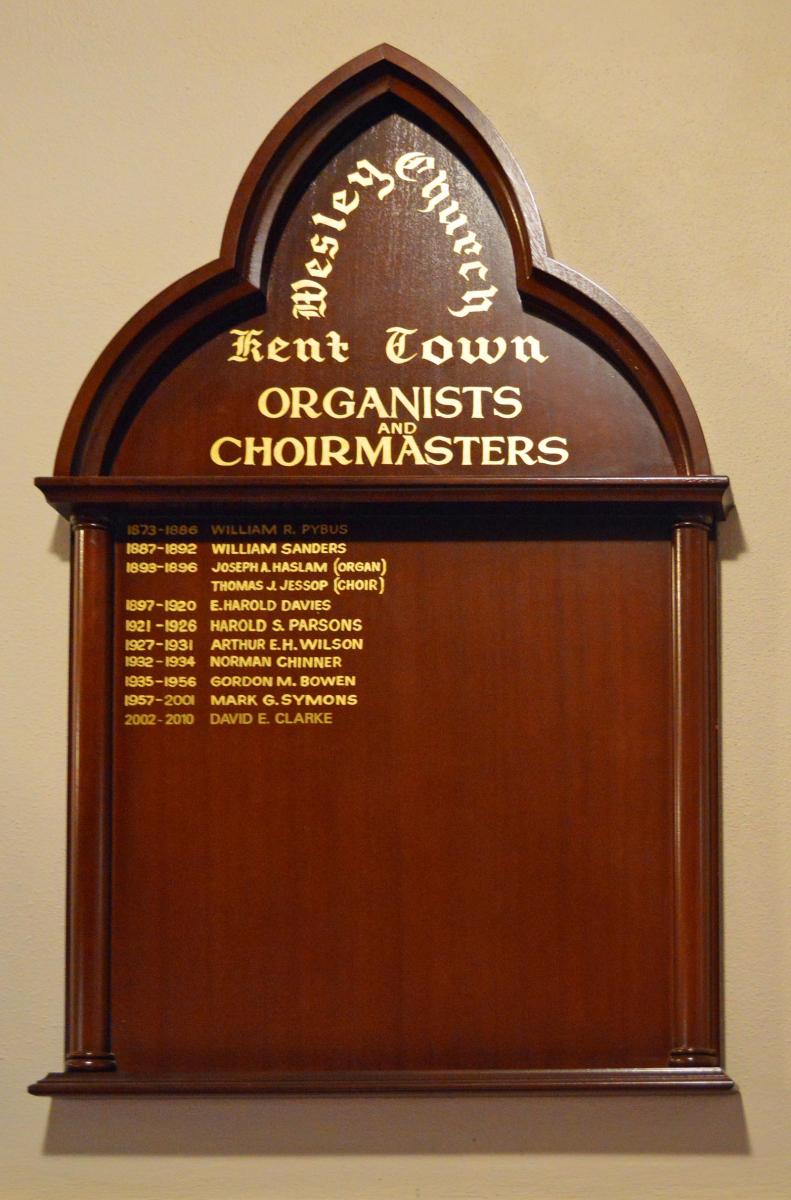 Wesley Church
Kent Town
ORGANISTS
AND
CHOIRMASTERS
1873-1886 WILLIAM R. PYBUS
1887-1892 WILLIAM SANDERS
1893-1896 JOSEPH A. HASLAM (ORGAN)
THOMAS J. JESSOP (CHOIR)
1897-1920 E. HAROLD DAVIES
1921-1926 HAROLD S. PARSONS
1927-1931 ARTHUR E.H. WILSON
1932-1934 NORMAN CHINNER
1935-1956 GORDON M. BOWEN
1957-2001 MARK G. SYMONS
2002-2010 DAVID E. CLARKE